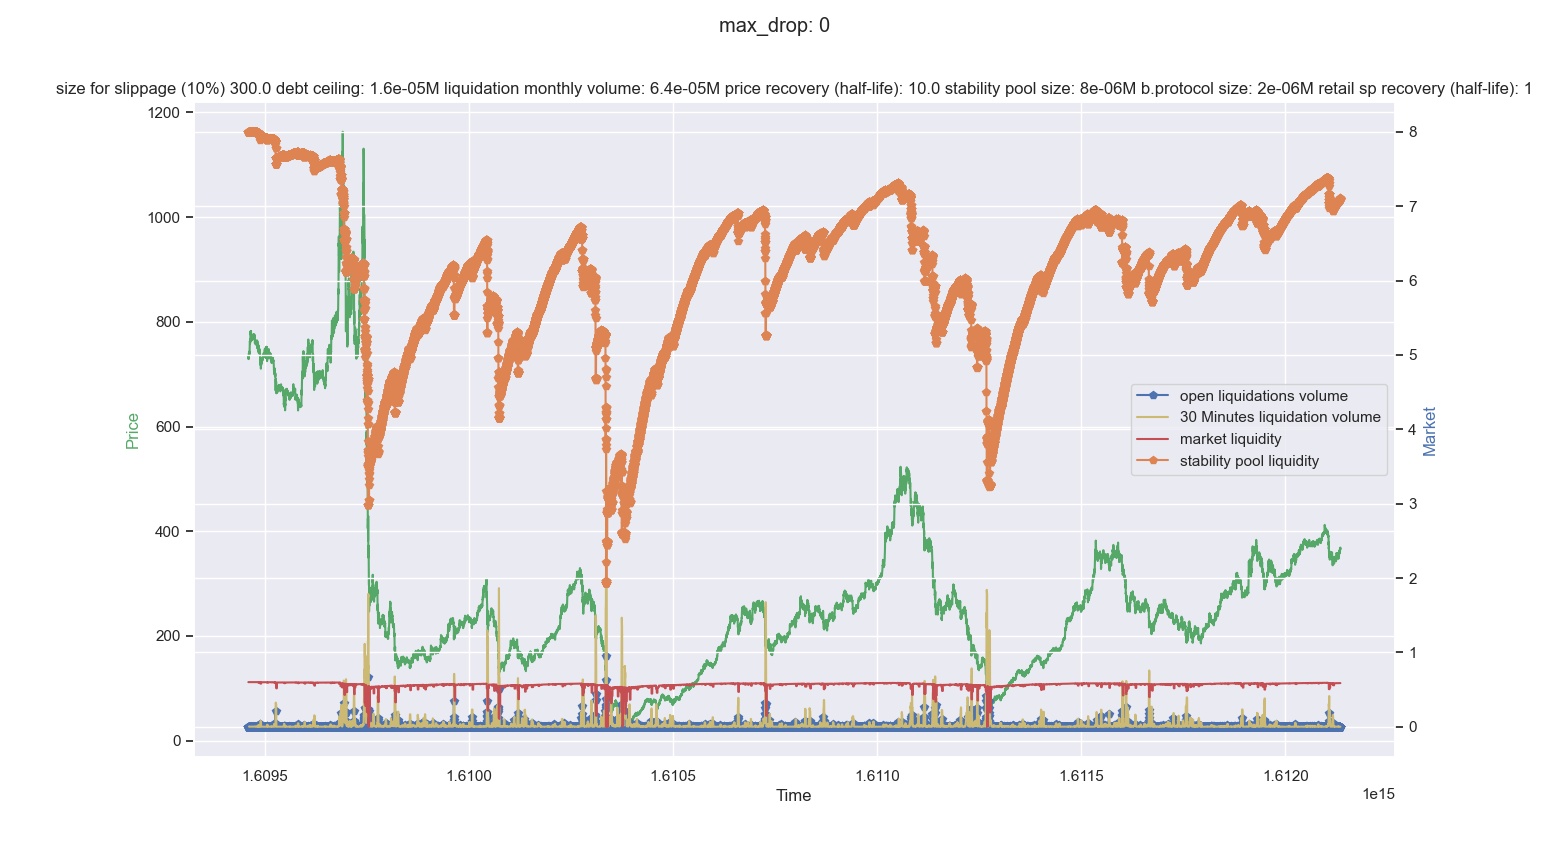 max_drop: 0
size for slippage (10%) 300.0 debt ceiling: 1.6e-05M liquidation monthly volume: 6.4e-05M price recovery (half-life): 10.0 stability pool size: 8e-06M b.protocol size: 2e-06M retail sp recovery (half-life): 1
1200
1000
800
600
400
200
0
Price
8
7
6
5
4
3
2
1
0
Market
open liquidations volume
30 Minutes liquidation volume
market liquidity
stability pool liquidity
1.6095 1.6100 1.6105 1.6110 1.6115 1.6120
Time
1e15